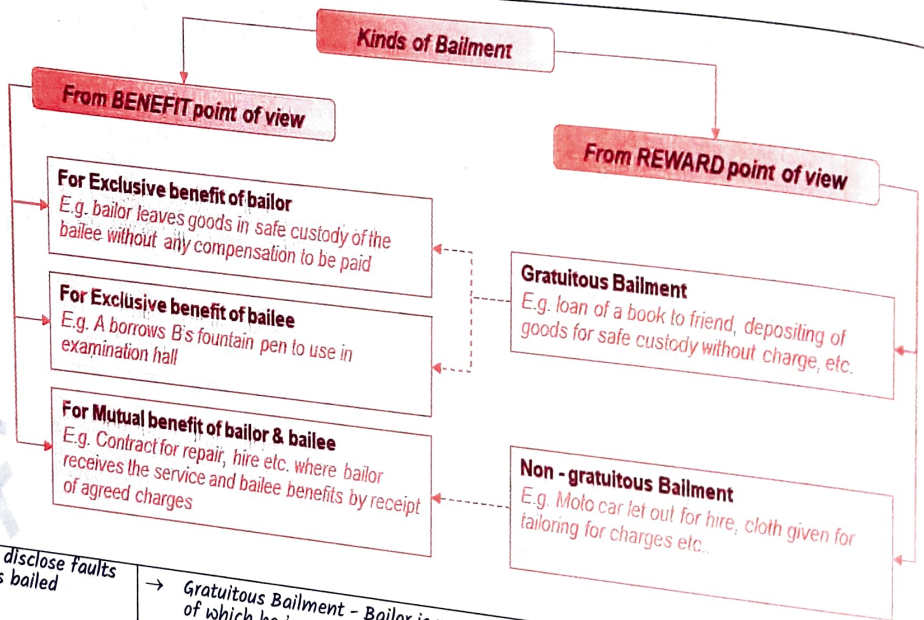 Kinds of Bailment
From BENEFIT point of view
For Exclusive benefit of bailor
E.g. bailor leaves goods in safe custody of the
bailee without any compensation to be paid
For Exclusive benefit of bailee
E.g. A borrows B's fountain pen to use in
examination hall
For Mutual benefit of bailor & bailee
E.g. Contract for repair, hire etc. where bailor
receives the service and bailee benefits by receipt
of agreed charges
From REWARD point of view
Gratuitous Bailment
E.g. loan of a book to friend, depositing of
goods for safe custody without charge, etc.
Non - gratuitous Bailment
E.g. Moto car let out for hire, cloth given for
tailoring for charges etc..
disclose faults
bailed
→ Gratuitous Bailment - Bailor
of which